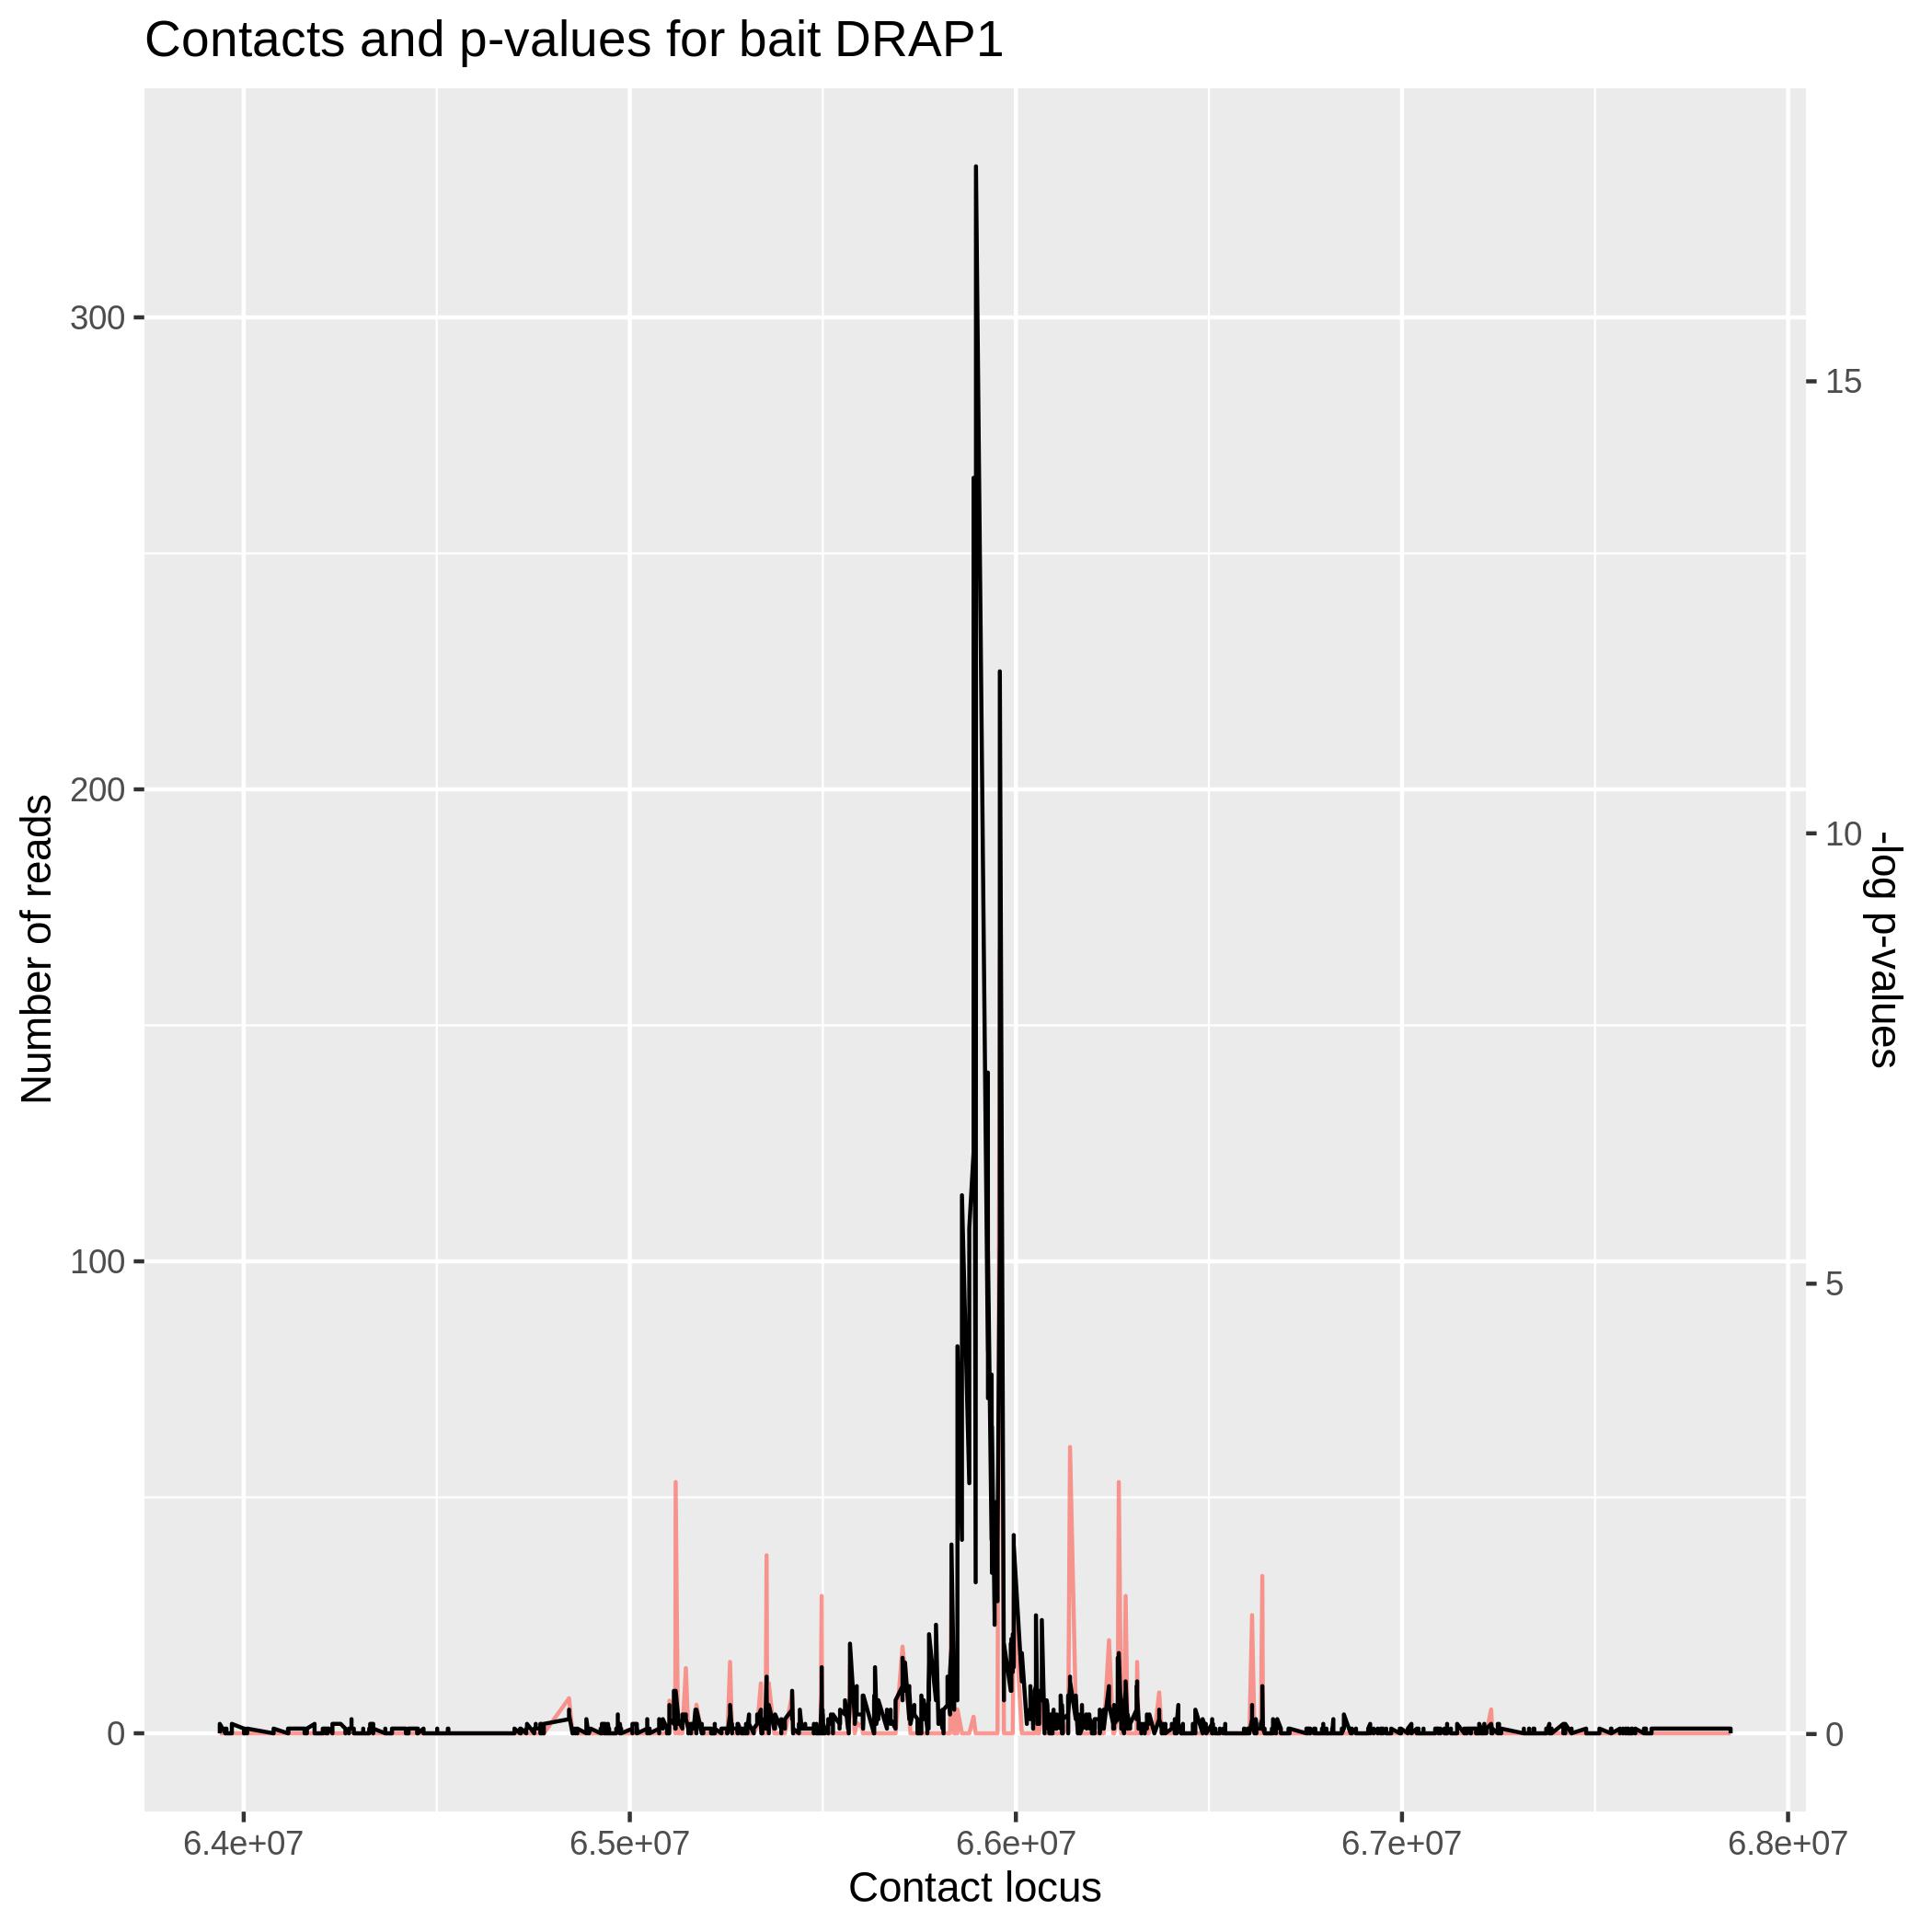 Contacts and p-values for bait DRAP1
Number of reads
300
200
100
0
15
10
5
0
-log p-values
6.4e+07 6.5e+07 6.6e+07 6.7e+07 6.8e+07
Contact locus